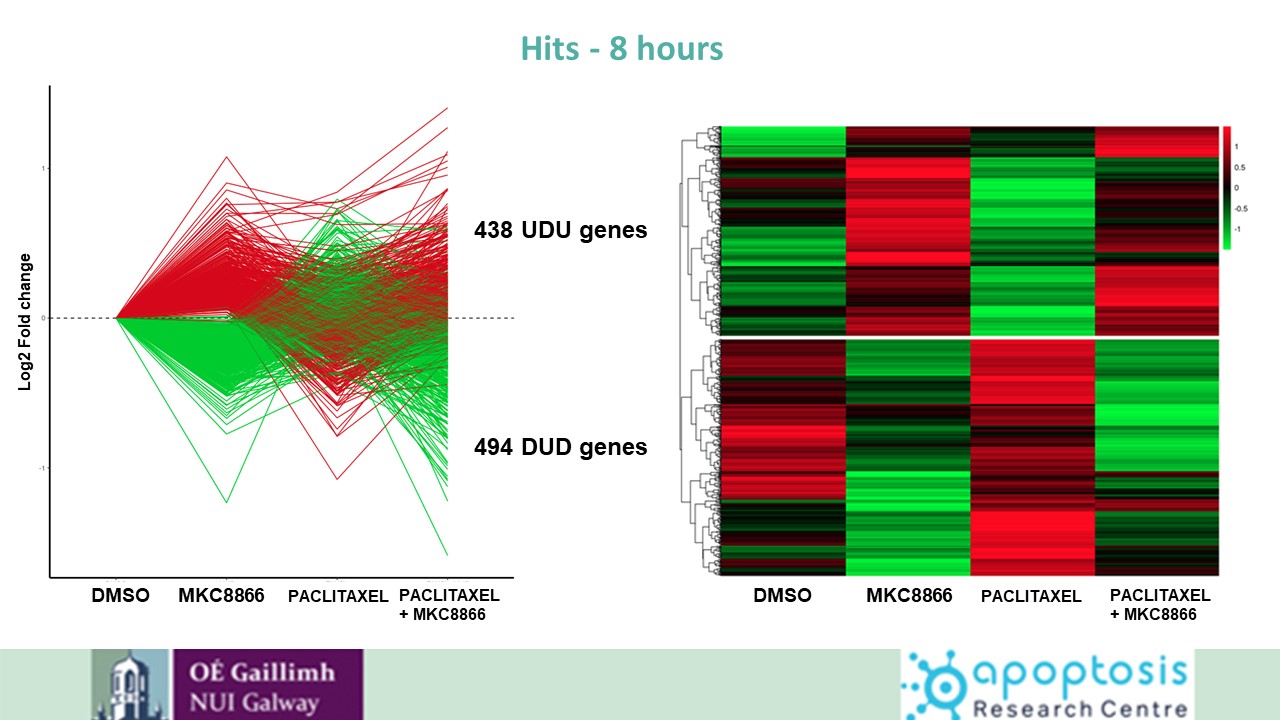 Hits - 8 hours
Log2 Fold change
1
0
-1
438 UDU genes
494 DUD genes
DMSO
MKC8866
PACLITAXEL
PACLITAXEL
+ MKC8866
1
0.5
0
-0.5
-1
DMSO
MKC8866
PACLITAXEL
PACLITAXEL
+ MKC8866
OÉ Gaillimh
NUI Galway
apoptosis
Research Centre